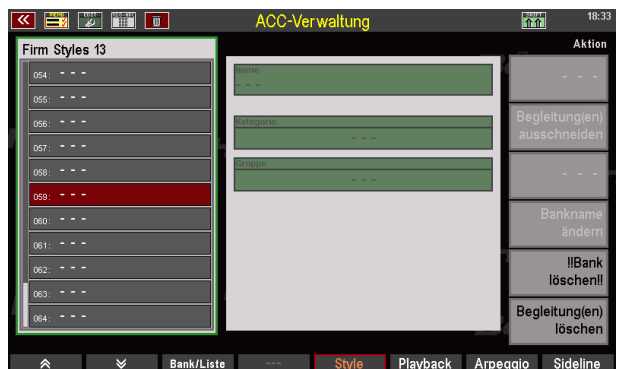 ACC-Verwaltung
18:33
Firm Styles 13
Aktion
054: - - -
055: - - -
056: - - -
057: - - -
058: - - -
059: - - -
060: - - -
061: - - -
062: - - -
063: - - -
064: - - -
Name
- - -
Kategorie
- - -
Gruppe
- - -
- - -
Begleitung(en)
ausschneiden
- - -
Bankname
ändern
!!Bank
löschen!!
Begleitung(en)
löschen
Bank/Liste
---
Style
Playback
Arpeggio
Sideline